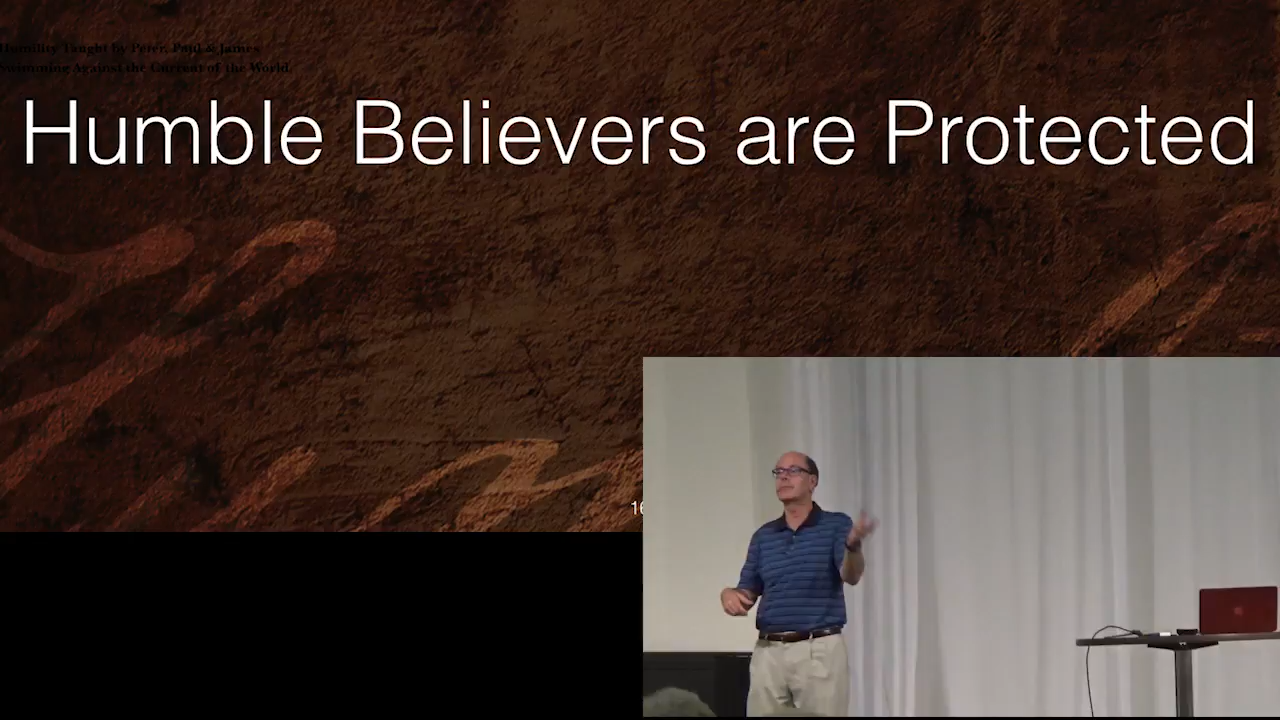 Humility Taught by Peter, Paul & James
Swimming Against the Current of the World.
Humble Believers are Protected